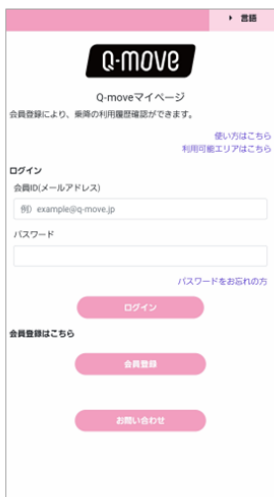 言語
Q-move
Q-moveマイページ
会員登録により、乗降の利用履歴確認ができます。
使い方はこちら
利用可能エリアはこちら
ログイン
会員ID(メールアドレス)
例）example@q-move.jp
パスワード
パスワードをお忘れの方
ログイン
会員登録はこちら
会員登録
お問い合わせ